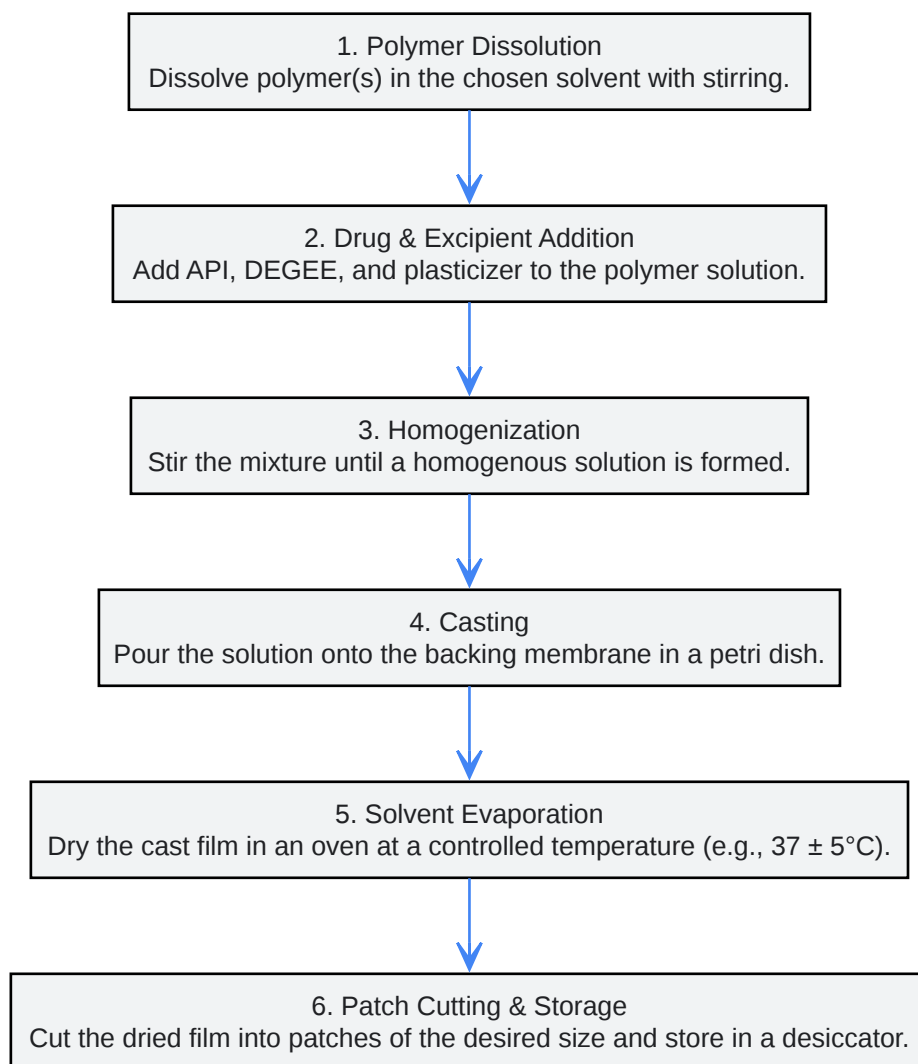 1. Polymer Dissolution
Dissolve polymer(s) in the chosen solvent with stirring.
2. Drug & Excipient Addition
Add API, DEGEE, and plasticizer to the polymer solution.
3. Homogenization
Stir the mixture until a homogenous solution is formed.
4. Casting
Pour the solution onto the backing membrane in a petri dish.
5. Solvent Evaporation
Dry the cast film in an oven at a controlled temperature (e.g., 37 ± 5°C).
6. Patch Cutting & Storage
Cut the dried film into patches of the desired size and store in a desiccator.